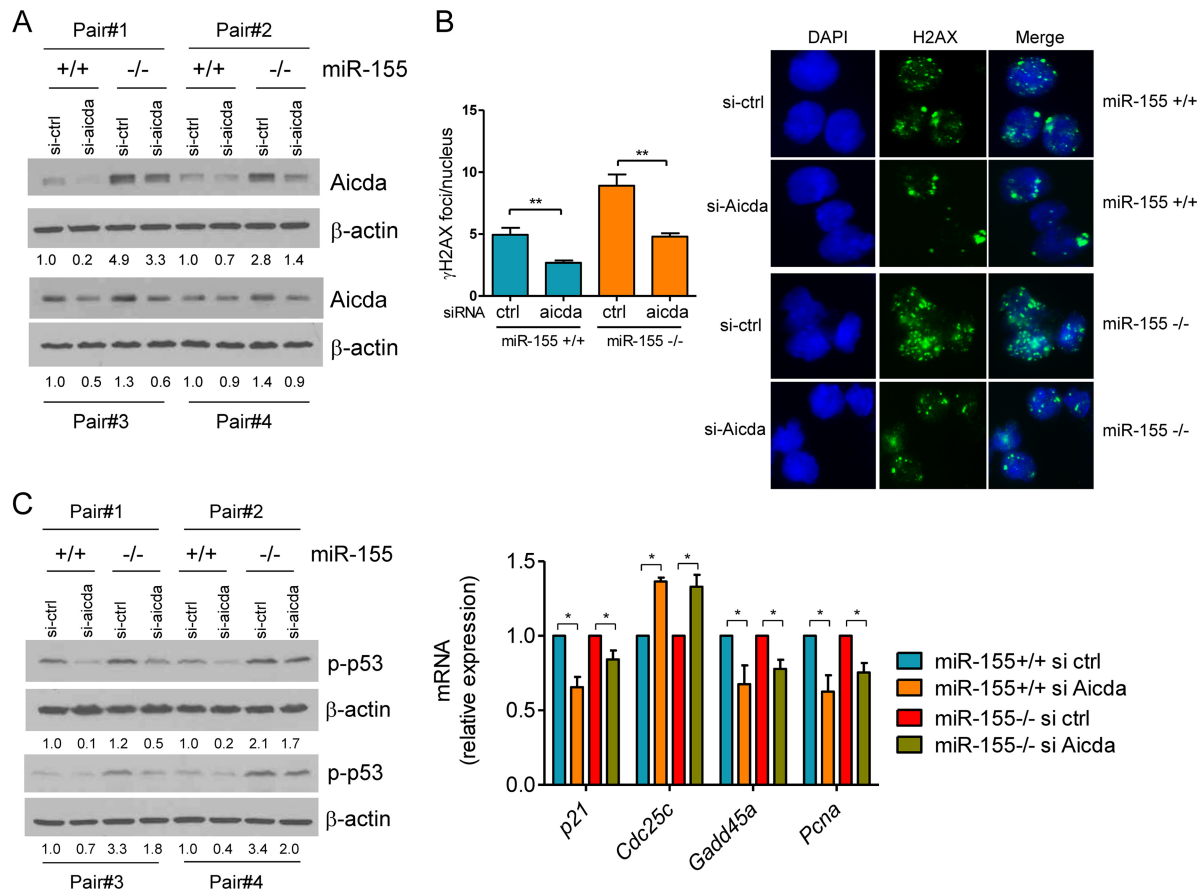 A
Pair#1 Pair#2
+/+ -/- +/+ -/- miR-155
si-ctrl si-aicda si-ctrl si-aicda si-ctrl si-aicda si-ctrl si-aicda
Aicda
β-actin
1.0 0.2 4.9 3.3 1.0 0.7 2.8 1.4
Aicda
β-actin
1.0 0.5 1.3 0.6 1.0 0.9 1.4 0.9
Pair#3 Pair#4
B
γH2AX foci/nucleus
15
10
5
0
** **
siRNA ctrl aicda ctrl aicda
miR-155 +/+ miR-155 -/-
DAPI H2AX Merge
si-ctrl miR-155 +/+
si-Aicda miR-155 +/+
si-ctrl miR-155 -/-
si-Aicda miR-155 -/-
C
Pair#1 Pair#2
+/+ -/- +/+ -/- miR-155
si-ctrl si-aicda si-ctrl si-aicda si-ctrl si-aicda si-ctrl si-aicda
p-p53
β-actin
1.0 0.1 1.2 0.5 1.0 0.2 2.1 1.7
p-p53
β-actin
1.0 0.7 3.3 1.8 1.0 0.4 3.4 2.0
Pair#3 Pair#4
mRNA
(relative expression)
1.5
1.0
0.5
0.0
* * * * * * * *
p21 Cdc25c Gadd45a Pcna
miR-155+/+ si ctrl
miR-155+/+ si Aicda
miR-155-/- si ctrl
miR-155-/- si Aicda